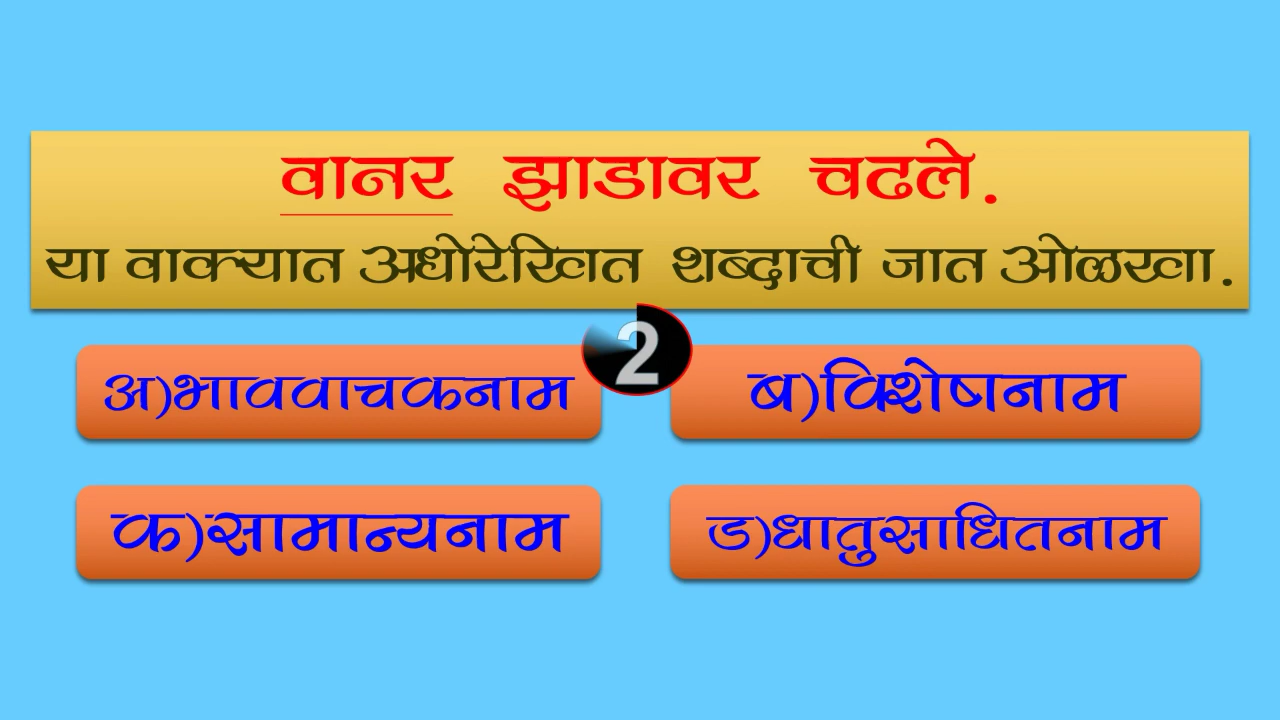 वानर झाडावर चढले.
या वाक्यात अधोरेखित शब्दाची जात ओळखा.
2
अ)भाववाचकनाम
ब)विशेषनाम
क)सामान्यनाम
ड)धातुसाधितनाम